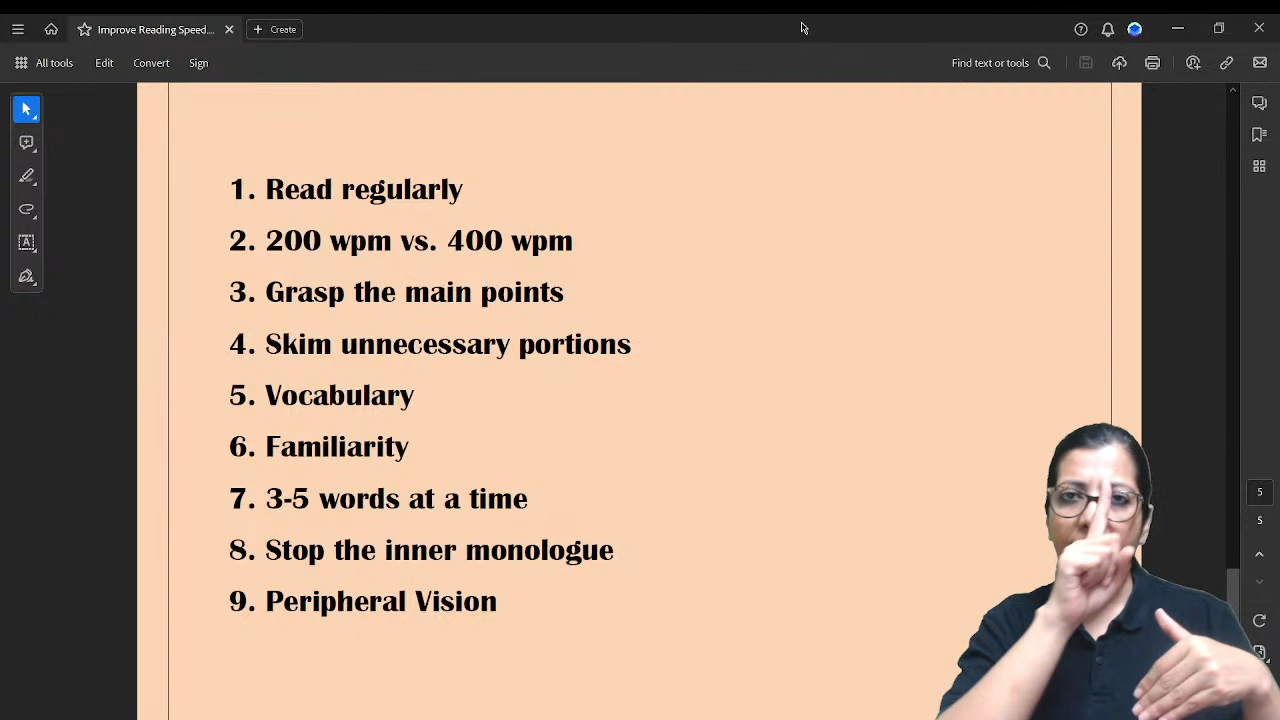 Improve Reading Speed...
Create
All tools
Edit
Convert
Sign
Find text or tools
1. Read regularly
2. 200 wpm vs. 400 wpm
3. Grasp the main points
4. Skim unnecessary portions
5. Vocabulary
6. Familiarity
7. 3-5 words at a time
8. Stop the inner monologue
9. Peripheral Vision
5
5